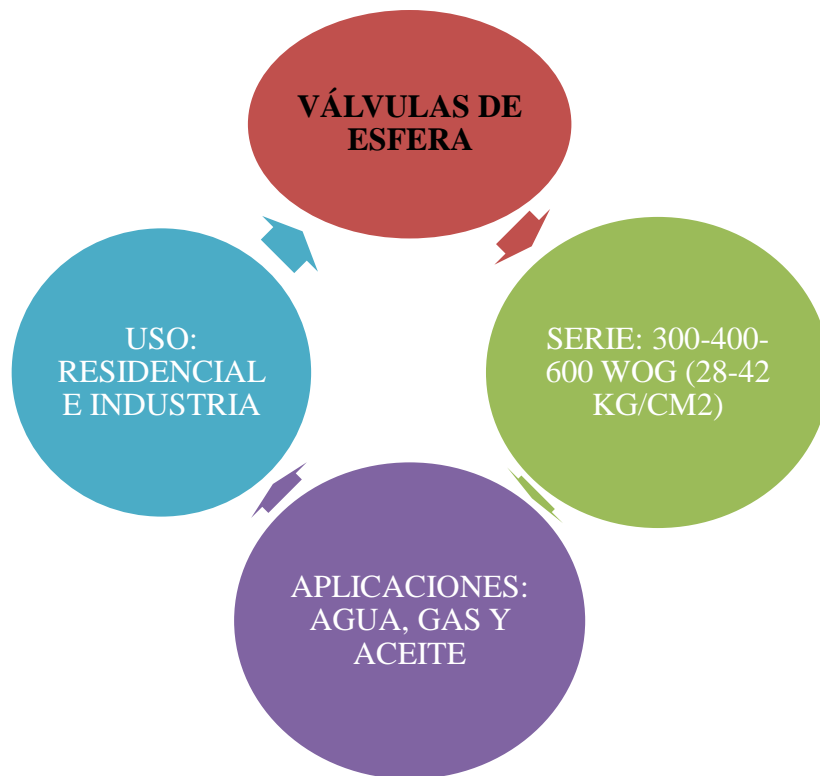 VÁLVULAS DE
ESFERA
SERIE: 300-400-
600 WOG (28-42
KG/CM2)
APLICACIONES:
AGUA, GAS Y
ACEITE
USO:
RESIDENCIAL
E INDUSTRIA